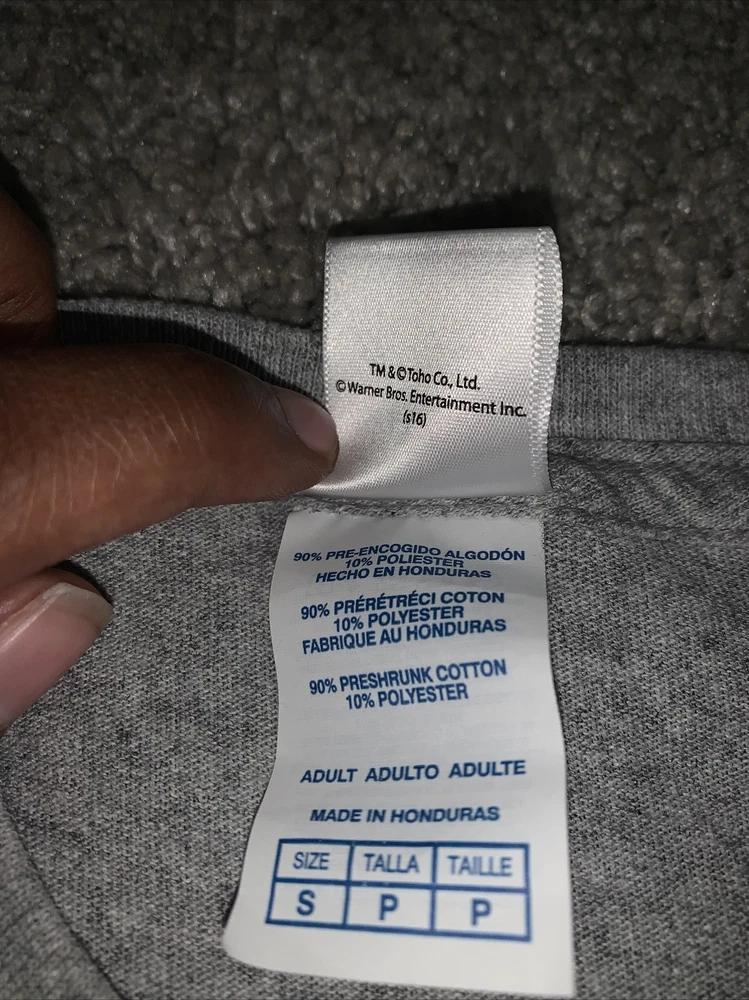 TM & ©Toho Co., Ltd.
© Warner Bros. Entertainment Inc.
(s16)
90% PRE-ENCOGIDO ALGODÓN
10% POLIESTER
HECHO EN HONDURAS
90% PRÉRÉTRÉCI COTON
10% POLYESTER
FABRIQUE AU HONDURAS
90% PRESHRUNK COTTON
10% POLYESTER
ADULT ADULTO ADULTE
MADE IN HONDURAS
SIZE TALLA TAILLE
S P P